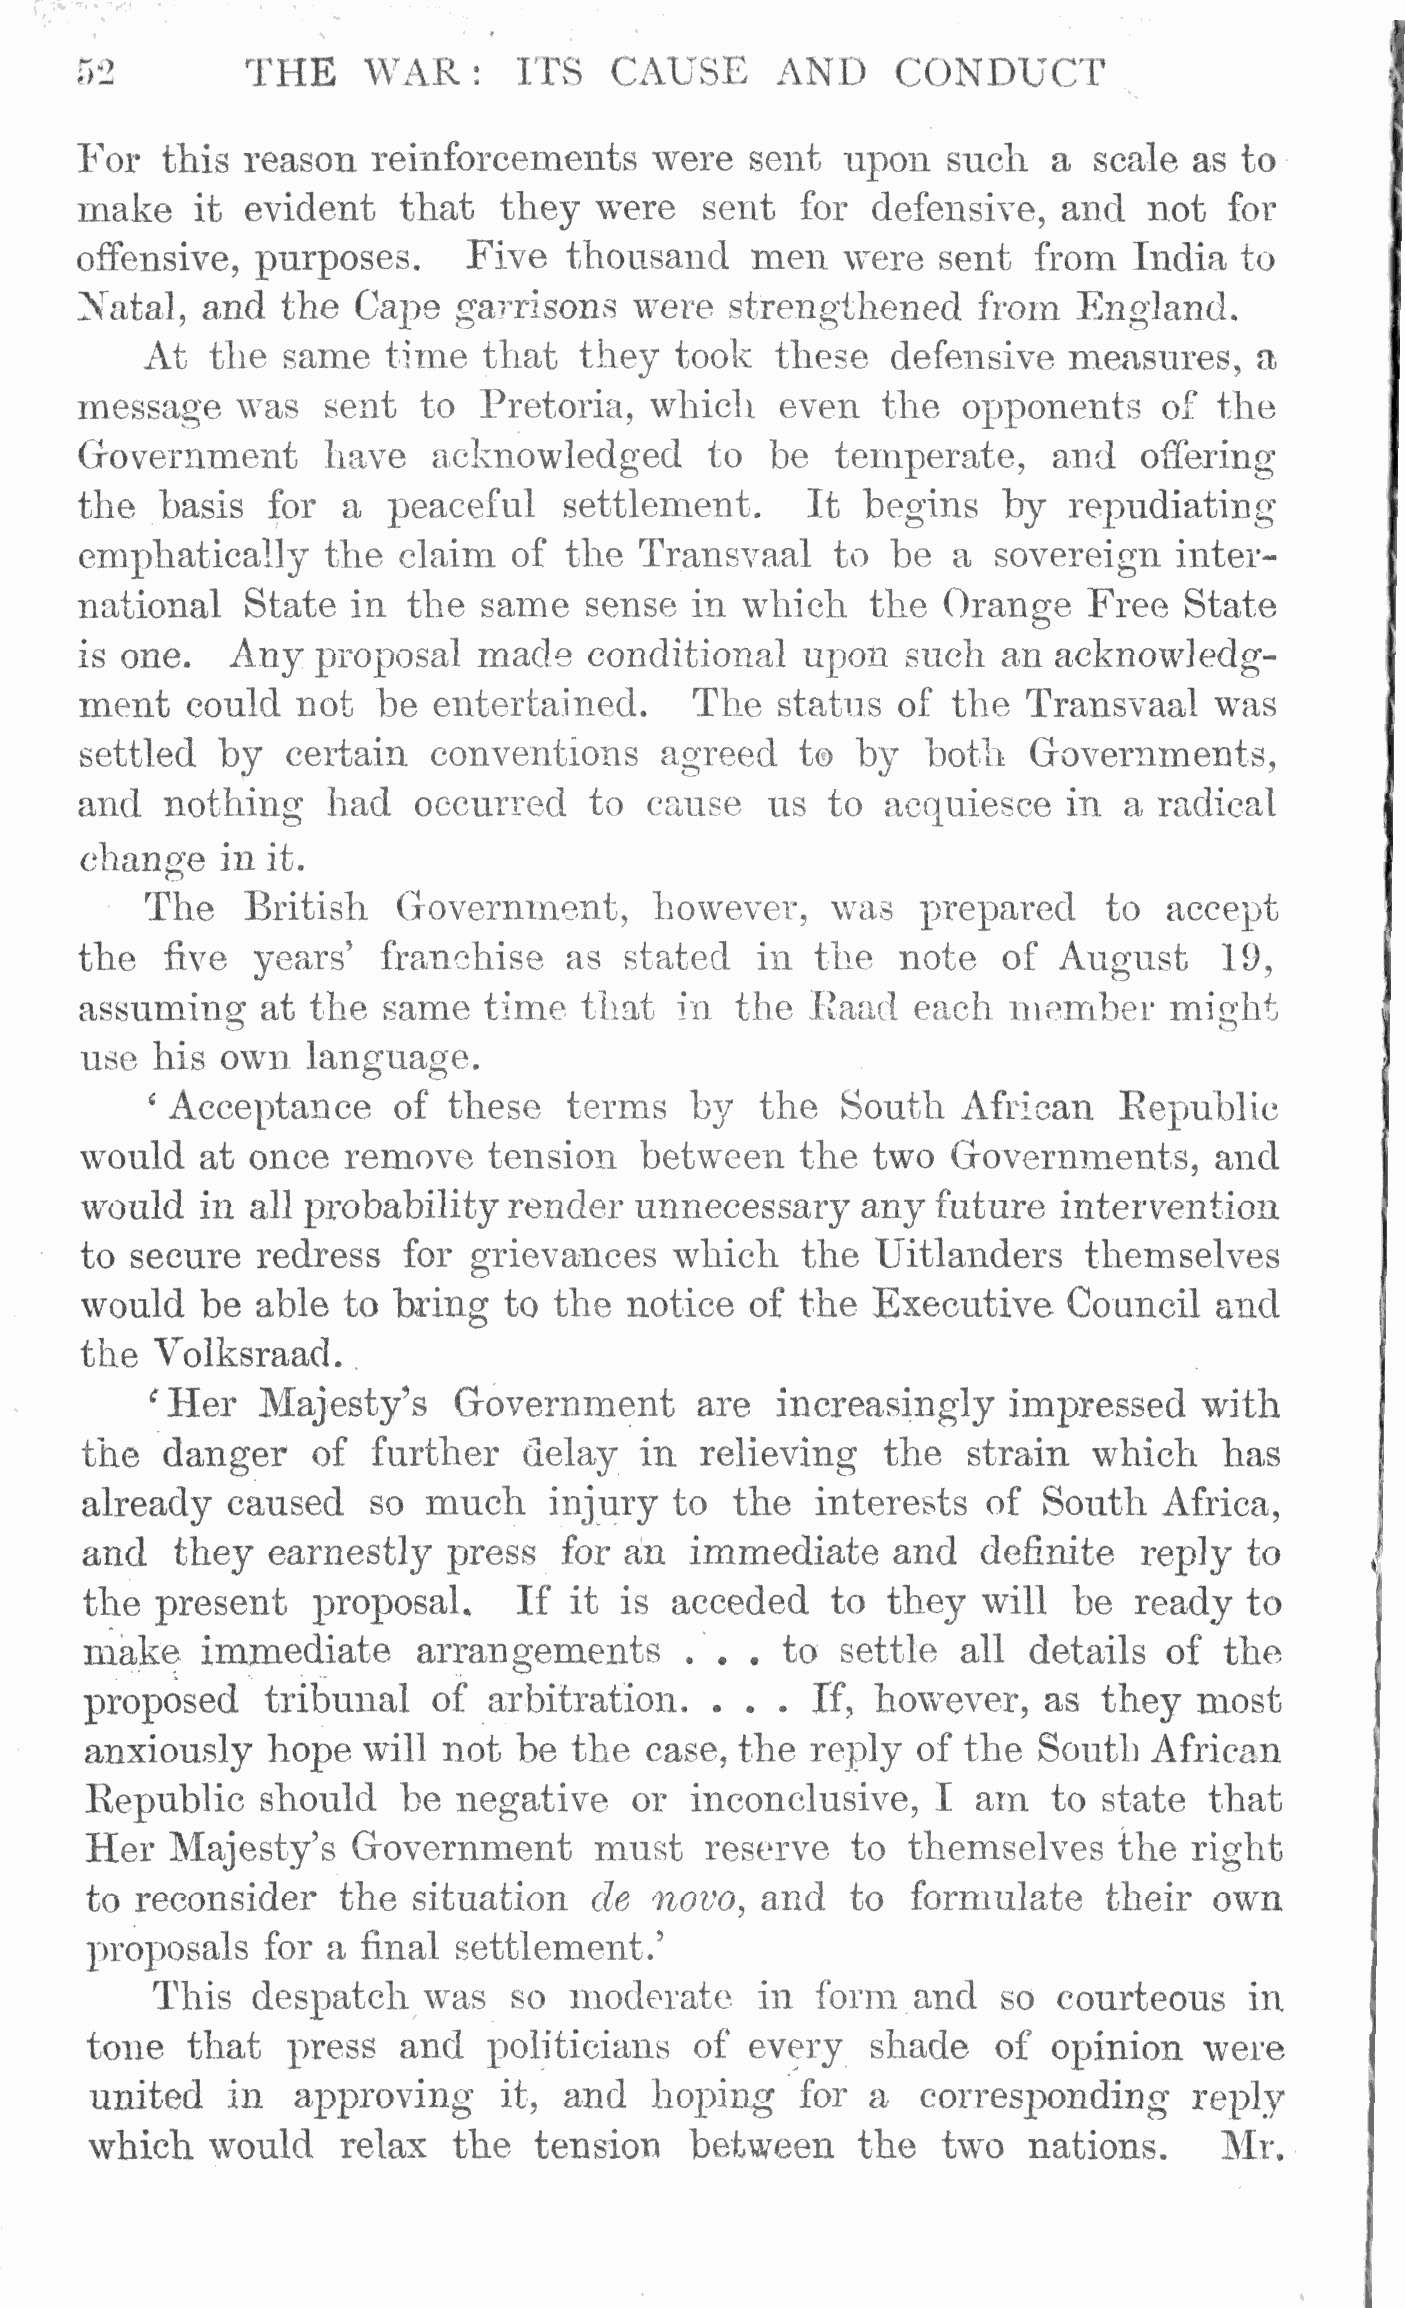 52 THE WAR: ITS CAUSE AND CONDUCT
For this reason reinforcements were sent upon such a scale as to
make it evident that they were sent for defensive, and not for
offensive, purposes. Five thousand men were sent from India to
Natal, and the Cape garrisons were strengthened from England.
At the same time that they took these defensive measures, a
message was sent to Pretoria, which even the opponents of the
Government have acknowledged to be temperate, and offering
the basis for a peaceful settlement. It begins by repudiating
emphatically the claim of the Transvaal to be a sovereign inter-
national State in the same sense in which the Orange Free State
is one. Any proposal made conditional upon such an acknowledg-
ment could not be entertained. The status of the Transvaal was
settled by certain conventions agreed to by both Governments,
and nothing had occurred to cause us to acquiesce in a radical
change in it.
The British Government, however, was prepared to accept
the five years' franchise as stated in the note of August 19,
assuming at the same time that in the Raad each member might
use his own language.
‘Acceptance of these terms by the South African Republic
would at once remove tension between the two Governments, and
would in all probability render unnecessary any future intervention
to secure redress for grievances which the Uitlanders themselves
would be able to bring to the notice of the Executive Council and
the Volksraad.
‘Her Majesty's Government are increasingly impressed with
the danger of further delay in relieving the strain which has
already caused so much injury to the interests of South Africa,
and they earnestly press for an immediate and definite reply to
the present proposal. If it is acceded to they will be ready to
make immediate arrangements . . . to settle all details of the
proposed tribunal of arbitration. . . . If, however, as they most
anxiously hope will not be the case, the reply of the South African
Republic should be negative or inconclusive, I am to state that
Her Majesty's Government must reserve to themselves the right
to reconsider the situation de novo, and to formulate their own
proposals for a final settlement.’
This despatch was so moderate in form and so courteous in
tone that press and politicians of every shade of opinion were
united in approving it, and hoping for a corresponding reply
which would relax the tension between the two nations. Mr.